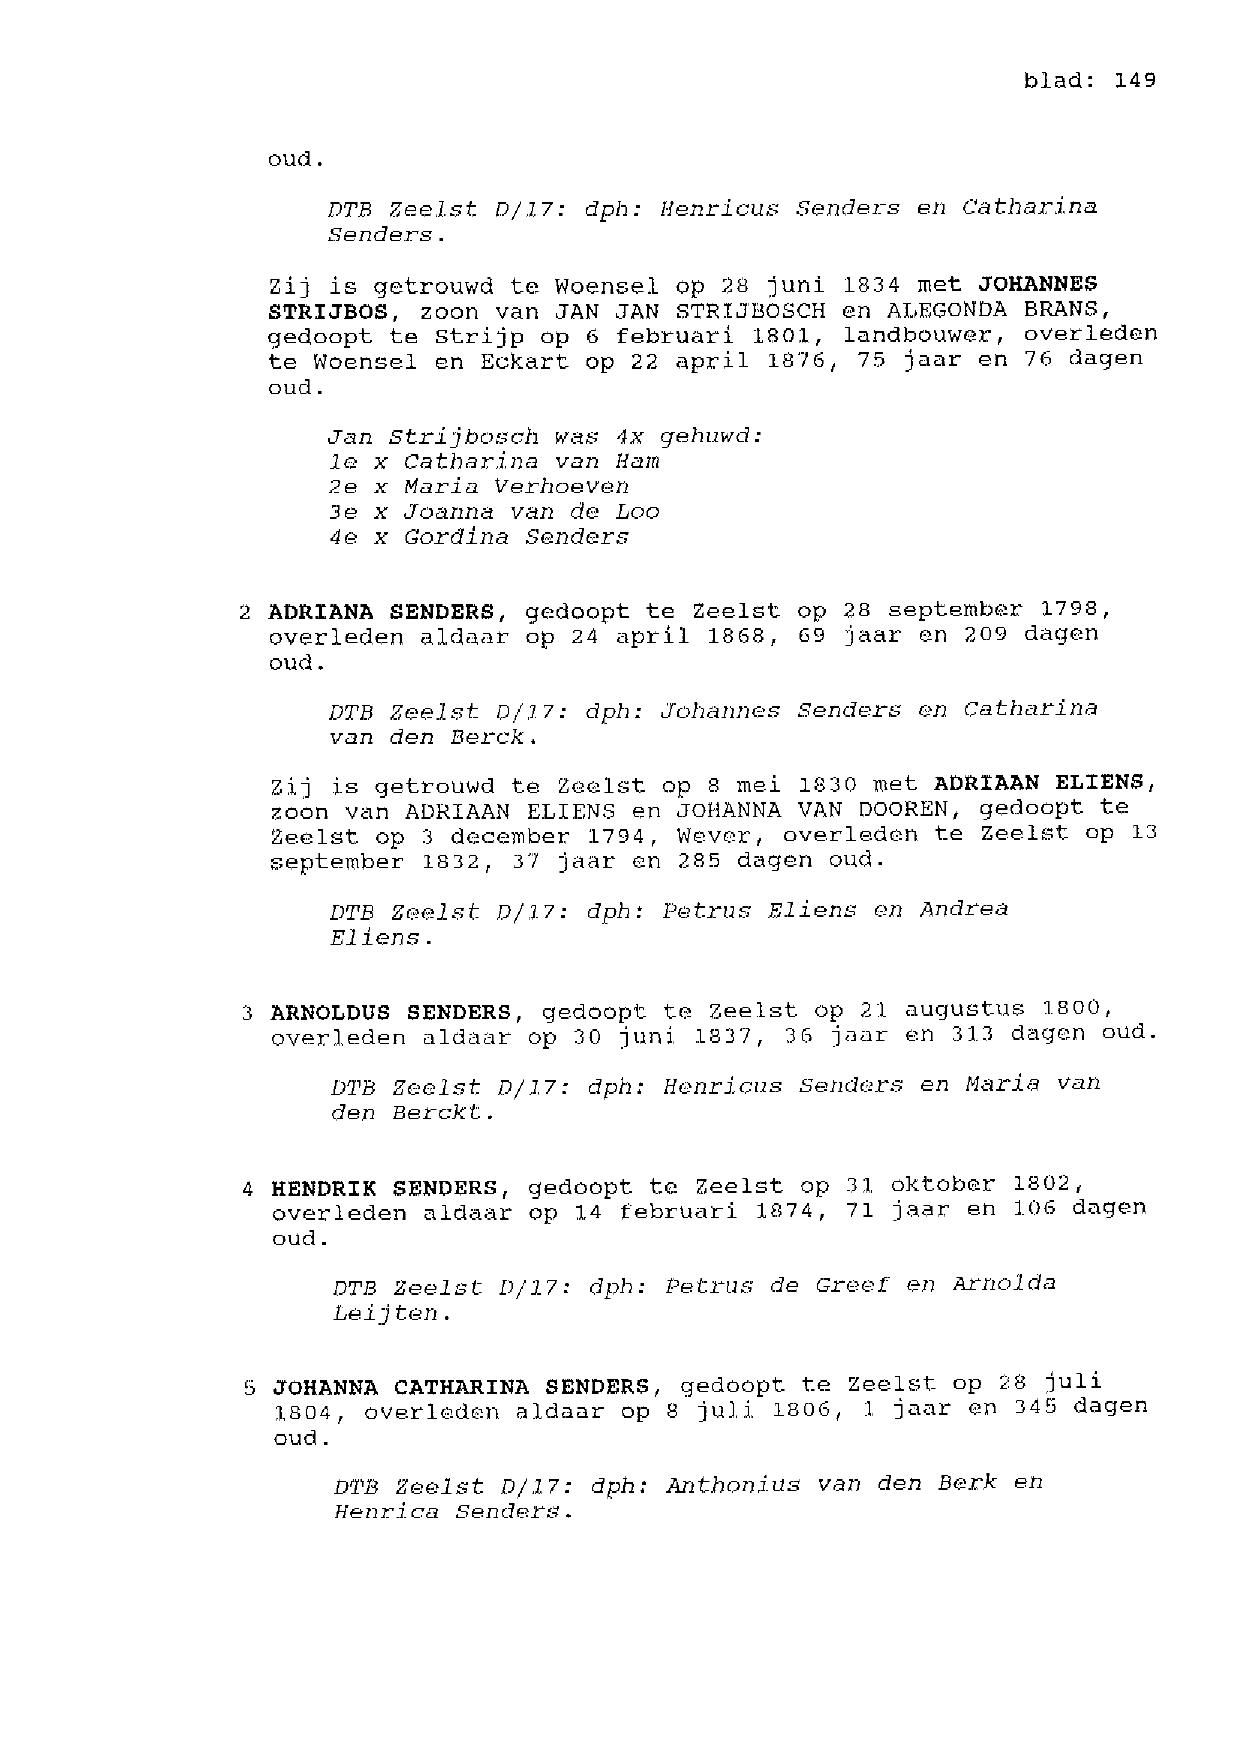 blad: 149
oud.
DTB Zeelst D/17: dph: Henricus Senders en Catharina
Senders.
Zij is getrouwd te Woensel op 28 juni 1834 met JOHANNES
STRIJBOS, zoon van JAN JAN STRIJBOSCH en ALEGONDA BRANS,
gedoopt te Strijp op 6 februari 1801, landbouwer, overleden
te Woensel en Eckart op 22 april 1876, 75 jaar en 76 dagen
oud.
Jan Strijbosch was 4x gehuwd:
1e x Catharina van Ham
2e x Maria Verhoeven
3e x Joanna van de Loo
4e x Gordina Senders
2 ADRIANA SENDERS, gedoopt te Zeelst op 28 september 1798,
overleden aldaar op 24 april 1868, 69 jaar en 209 dagen
oud.
DTB Zeelst D/17: dph: Johannes Senders en Catharina
van den Berck.
Zij is getrouwd te Zeelst op 8 mei 1830 met ADRIAAN ELIENS,
zoon van ADRIAAN ELIENS en JOHANNA VAN DOOREN, gedoopt te
Zeelst op 3 december 1794, Wever, overleden te Zeelst op 13
september 1832, 37 jaar en 285 dagen oud.
DTB Zeelst D/17: dph: Petrus Eliens en Andrea
Eliens.
3 ARNOLDUS SENDERS, gedoopt te Zeelst op 21 augustus 1800,
overleden aldaar op 30 juni 1837, 36 jaar en 313 dagen oud.
DTB Zeelst D/17: dph: Henricus Senders en Maria van
den Berckt.
4 HENDRIK SENDERS, gedoopt te Zeelst op 31 oktober 1802,
overleden aldaar op 14 februari 1874, 71 jaar en 106 dagen
oud.
DTB Zeelst D/17: dph: Petrus de Greef en Arnolda
Leijten.
5 JOHANNA CATHARINA SENDERS, gedoopt te Zeelst op 28 juli
1804, overleden aldaar op 8 juli 1806, 1 jaar en 345 dagen
oud.
DTB Zeelst D/17: dph: Anthonius van den Berk en
Henrica Senders.